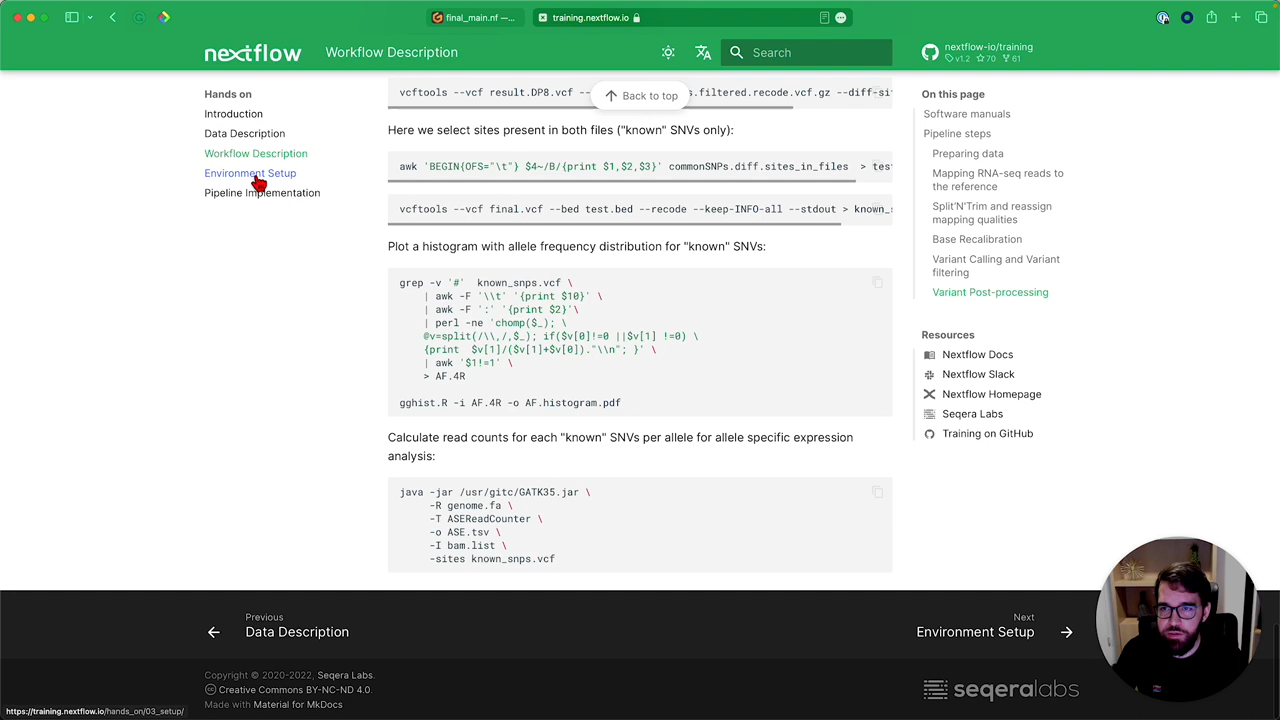 final_main.nf —...
training.nextflow.io
nextflow
Workflow Description
Search
nextflow-io/training
v1.2 70 61
Hands on
Introduction
Data Description
Workflow Description
Environment Setup
Pipeline Implementation
vcftools --vcf result.DP8.vcf --
s.filtered.recode.vcf.gz --diff-sit
Back to top
Here we select sites present in both files ("known" SNVs only):
awk 'BEGIN{OFS="\t"} $4~/B/{print $1,$2,$3}' commonSNPs.diff.sites_in_files > test
vcftools --vcf final.vcf --bed test.bed --recode --keep-INFO-all --stdout > known_s
Plot a histogram with allele frequency distribution for "known" SNVs:
grep -v '#' known_snps.vcf \
| awk -F '\\t' '{print $10}' \
| awk -F ':' '{print $2}'\
| perl -ne 'chomp($_); \
@v=split(/\\,/,$_); if($v[0]!=0 ||$v[1] !=0) \
{print $v[1]/($v[1]+$v[0])."\\n"; }' \
| awk '$1!=1' \
> AF.4R
gghist.R -i AF.4R -o AF.histogram.pdf
Calculate read counts for each "known" SNVs per allele for allele specific expression
analysis:
java -jar /usr/gitc/GATK35.jar \
-R genome.fa \
-T ASEReadCounter \
-o ASE.tsv \
-I bam.list \
-sites known_snps.vcf
On this page
Software manuals
Pipeline steps
Preparing data
Mapping RNA-seq reads to
the reference
Split'N'Trim and reassign
mapping qualities
Base Recalibration
Variant Calling and Variant
filtering
Variant Post-processing
Resources
Nextflow Docs
Nextflow Slack
Nextflow Homepage
Seqera Labs
Training on GitHub
Previous
Data Description
Next
Environment Setup
Copyright © 2020-2022, Seqera Labs.
Creative Commons BY-NC-ND 4.0.
Made with Material for MkDocs
seqeralabs
https://training.nextflow.io/hands_on/03_setup/